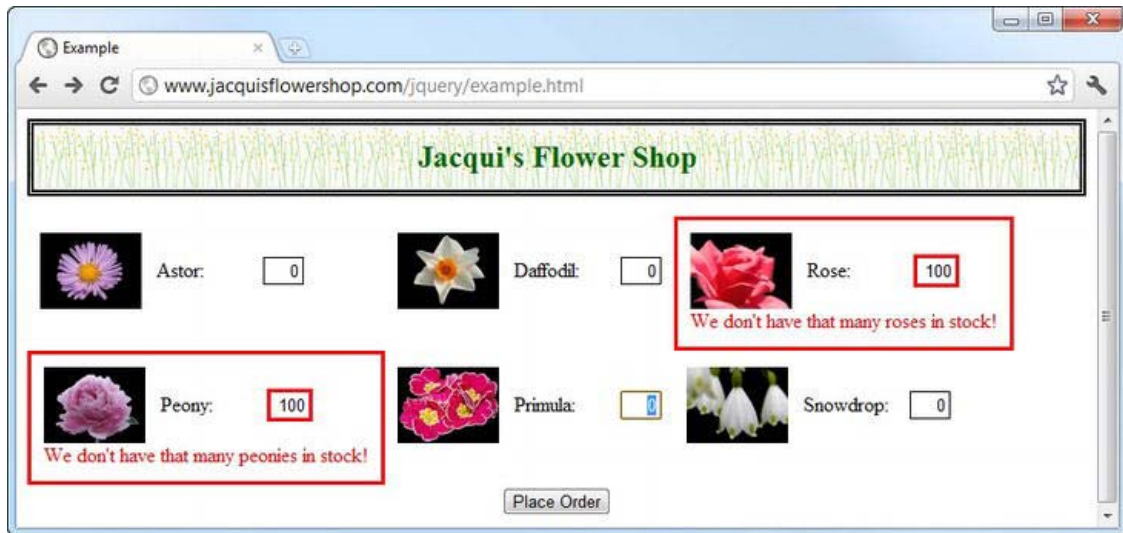 Example
www.jacquisflowershop.com/jquery/example.html
Jacqui's Flower Shop
Astor: 0
Daffodil: 0
Rose: 100
We don't have that many roses in stock!
Peony: 100
We don't have that many peonies in stock!
Primula: 0
Snowdrop: 0
Place Order